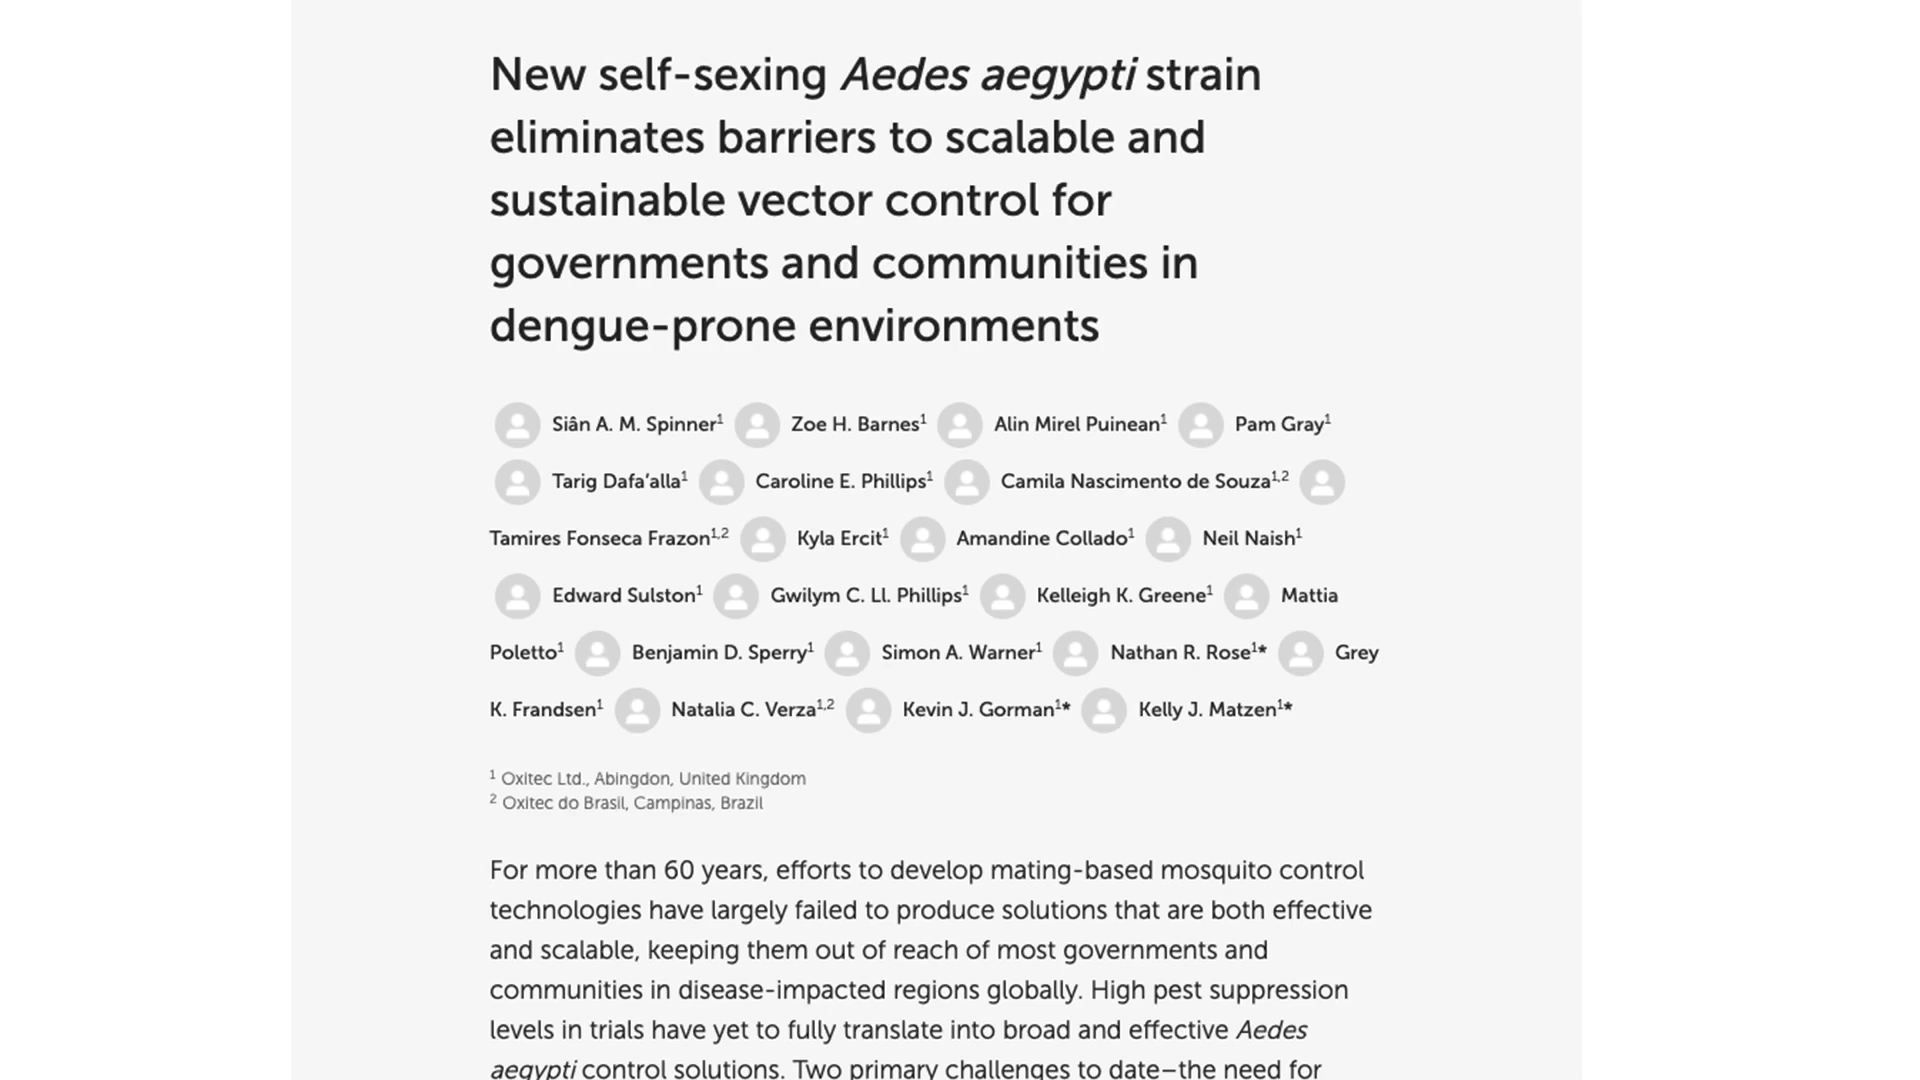 New self-sexing Aedes aegypti strain
eliminates barriers to scalable and
sustainable vector control for
governments and communities in
dengue-prone environments
Siân A. M. Spinner1 Zoe H. Barnes1 Alin Mirel Puinean1 Pam Gray1
Tarig Dafa’alla1 Caroline E. Phillips1 Camila Nascimento de Souza1,2
Tamires Fonseca Frazon1,2 Kyla Ercit1 Amandine Collado1 Neil Naish1
Edward Sulston1 Gwilym C. Ll. Phillips1 Kelleigh K. Greene1 Mattia
Poletto1 Benjamin D. Sperry1 Simon A. Warner1 Nathan R. Rose1* Grey
K. Frandsen1 Natalia C. Verza1,2 Kevin J. Gorman1* Kelly J. Matzen1*
1 Oxitec Ltd., Abingdon, United Kingdom
2 Oxitec do Brasil, Campinas, Brazil
For more than 60 years, efforts to develop mating-based mosquito control
technologies have largely failed to produce solutions that are both effective
and scalable, keeping them out of reach of most governments and
communities in disease-impacted regions globally. High pest suppression
levels in trials have yet to fully translate into broad and effective Aedes
aegypti control solutions. Two primary challenges to date–the need for